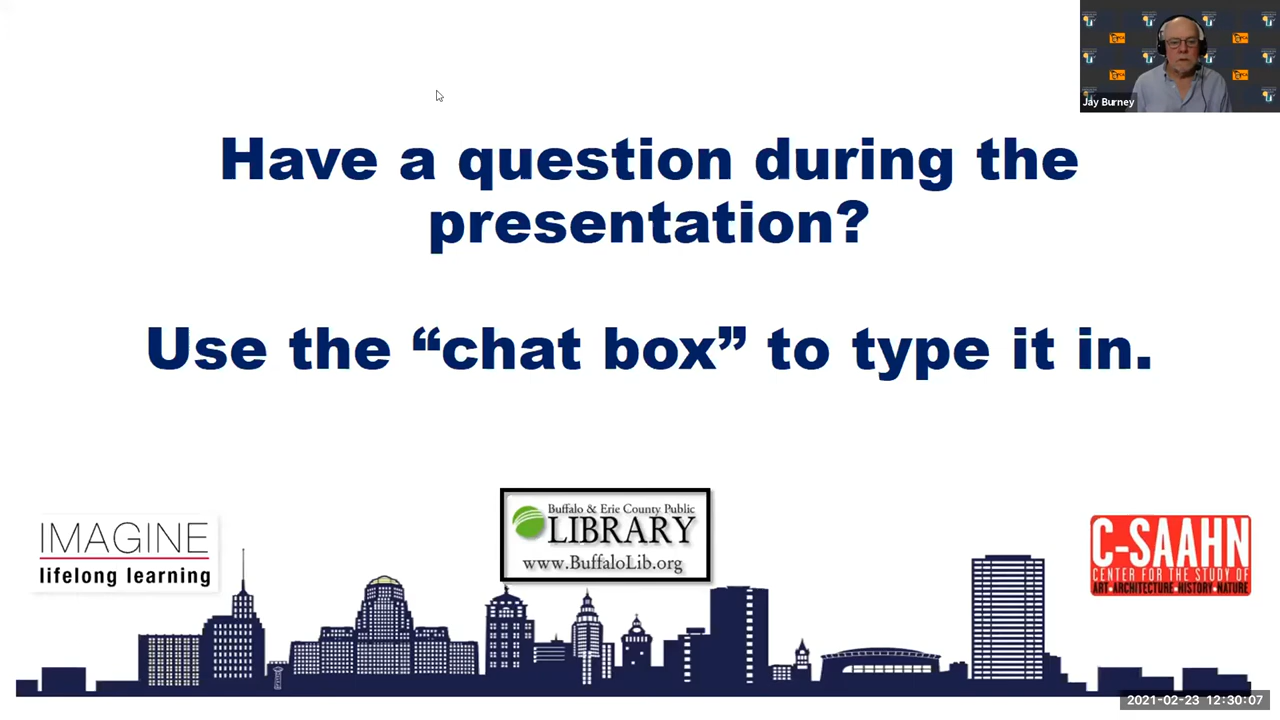 Jay Burney
Have a question during the
presentation?
Use the “chat box” to type it in.
IMAGINE
lifelong learning
Buffalo & Erie County Public
LIBRARY
www.BuffaloLib.org
C-SAAHN
CENTER FOR THE STUDY OF
ART•ARCHITECTURE•HISTORY•NATURE
2021-02-23 12:30:07